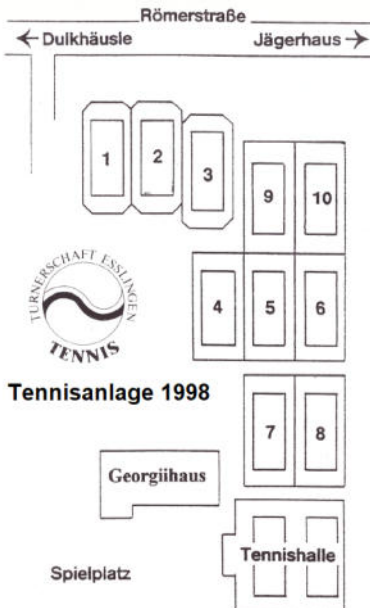 Römerstraße
← Dulkhäusle Jägerhaus →
1 2 3
9 10
4 5 6
TURNERSCHAFT ESSLINGEN
TENNIS
Tennisanlage 1998
7 8
Georgiihaus
Tennishalle
Spielplatz